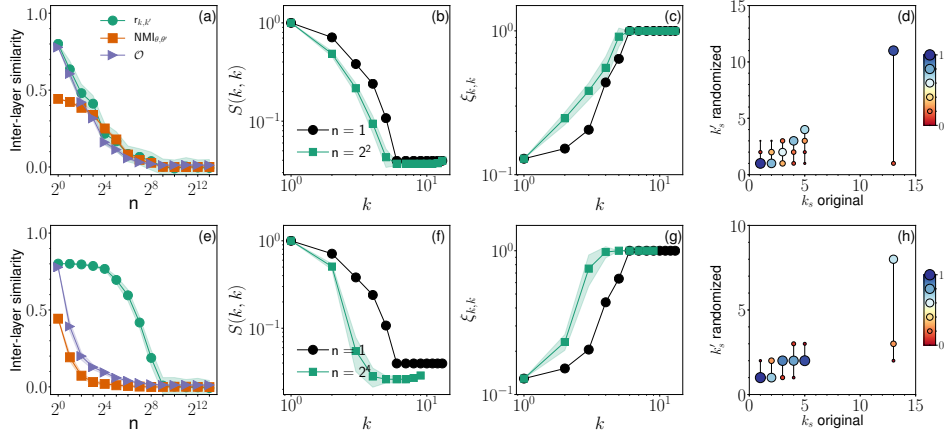 (a)
Inter-layer similarity
1.0
0.5
0.0
r_{k,k'}
NMI_{θ,θ'}
𝒪
2^0 2^4 2^8 2^{12}
n
(b)
S(k, k)
10^0
10^{-1}
n = 1
n = 2^2
10^0 10^1
k
(c)
ξ_{k,k}
10^0
10^{-1}
10^0 10^1
k
(d)
k'_s randomized
15
10
5
0
0 5 10 15
k_s original
1
0
(e)
Inter-layer similarity
1.0
0.5
0.0
2^0 2^4 2^8 2^{12}
n
(f)
S(k, k)
10^0
10^{-1}
n = 1
n = 2^4
10^0 10^1
k
(g)
ξ_{k,k}
10^0
10^{-1}
10^0 10^1
k
(h)
k'_s randomized
10
8
6
4
2
0
0 5 10 15
k_s original
1
0